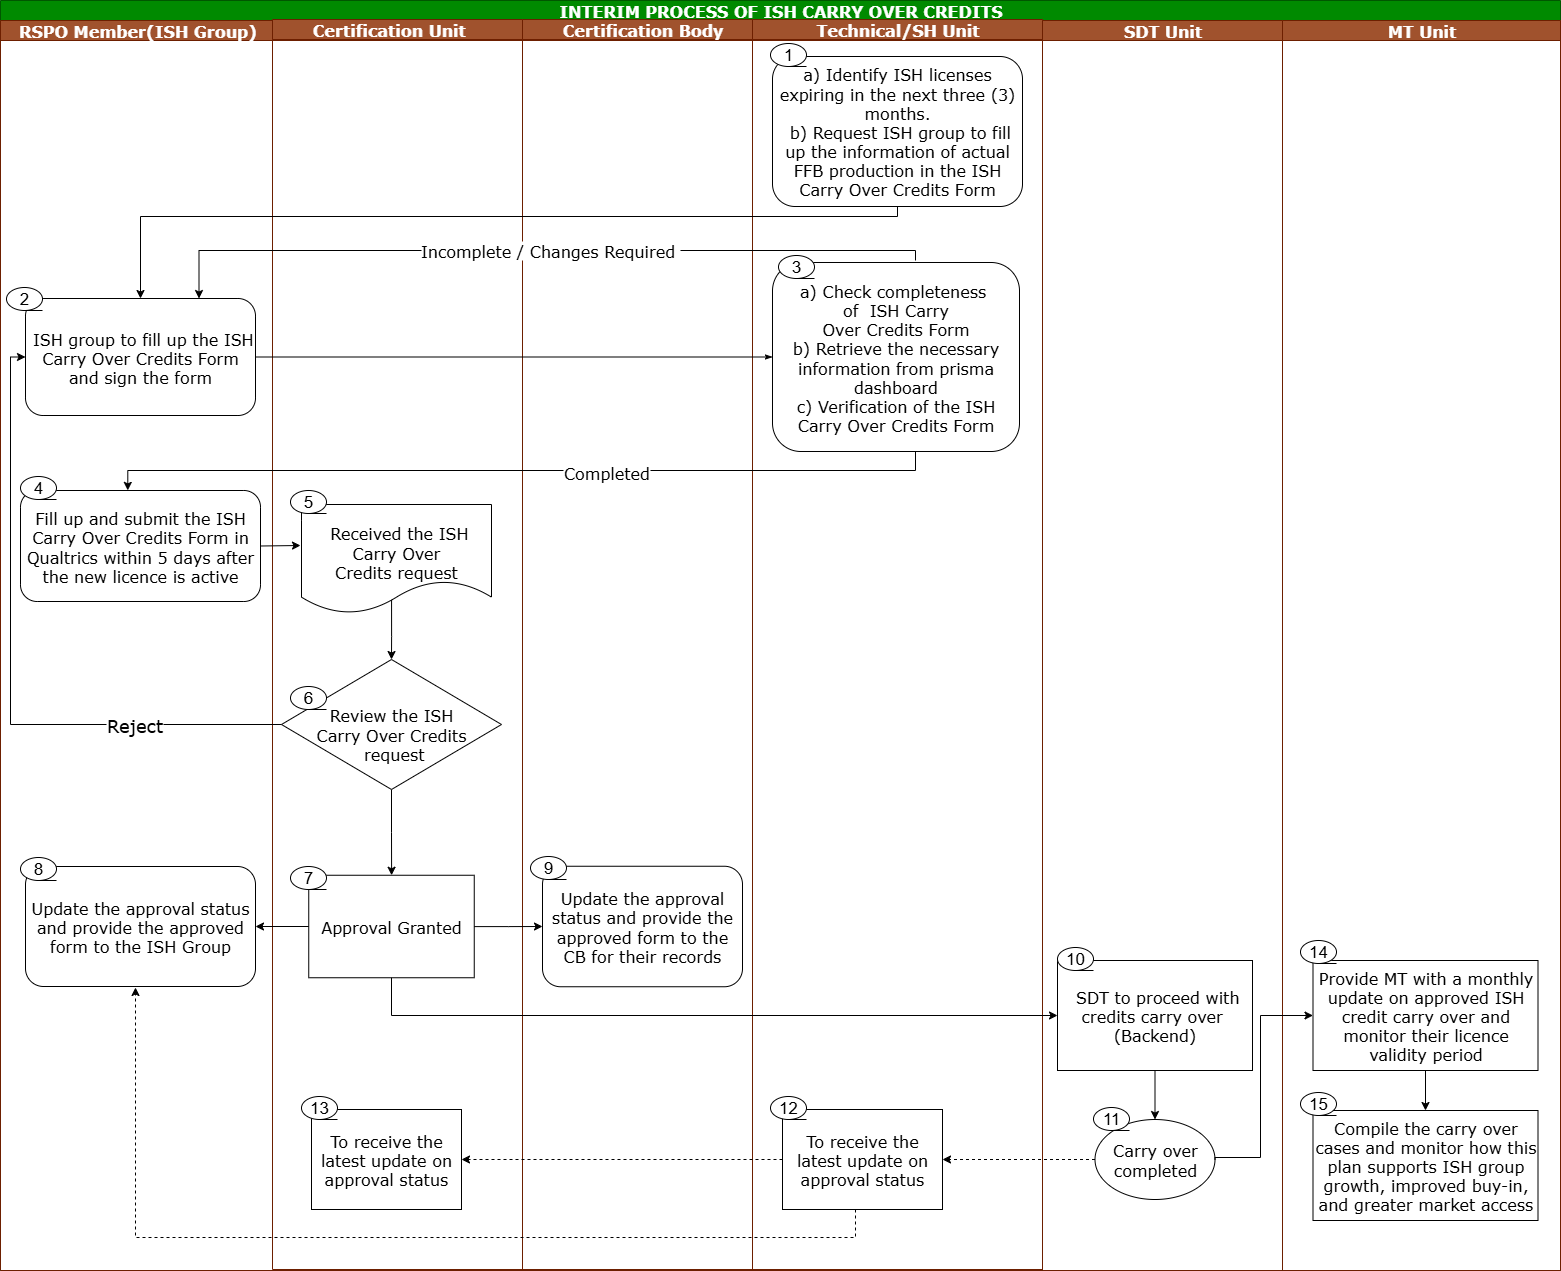 INTERIM PROCESS OF ISH CARRY OVER CREDITS
RSPO Member(ISH Group)
Certification Unit
Certification Body
Technical/SH Unit
SDT Unit
MT Unit
1
a) Identify ISH licenses
expiring in the next three (3)
months.
b) Request ISH group to fill
up the information of actual
FFB production in the ISH
Carry Over Credits Form
Incomplete / Changes Required
2
ISH group to fill up the ISH
Carry Over Credits Form
and sign the form
3
a) Check completeness
of ISH Carry
Over Credits Form
b) Retrieve the necessary
information from prisma
dashboard
c) Verification of the ISH
Carry Over Credits Form
Completed
4
Fill up and submit the ISH
Carry Over Credits Form in
Qualtrics within 5 days after
the new licence is active
5
Received the ISH
Carry Over
Credits request
6
Review the ISH
Carry Over Credits
request
Reject
7
Approval Granted
8
Update the approval status
and provide the approved
form to the ISH Group
9
Update the approval
status and provide the
approved form to the
CB for their records
10
SDT to proceed with
credits carry over
(Backend)
11
Carry over
completed
12
To receive the
latest update on
approval status
13
To receive the
latest update on
approval status
14
Provide MT with a monthly
update on approved ISH
credit carry over and
monitor their licence
validity period
15
Compile the carry over
cases and monitor how this
plan supports ISH group
growth, improved buy-in,
and greater market access